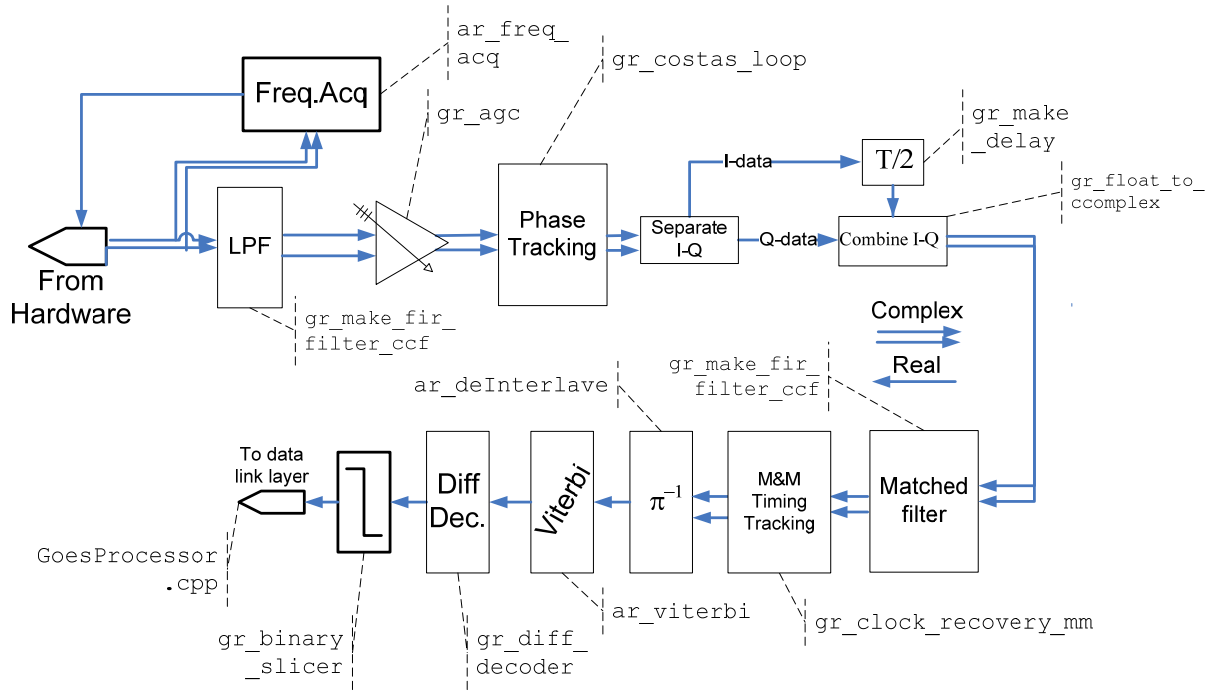 ar_freq_
acq
Freq.Acq
gr_agc
gr_costas_loop
gr_make
_delay
I-data
T/2
gr_float_to_
ccomplex
LPF
Phase
Tracking
Separate
I-Q
Q-data
Combine I-Q
From
Hardware
gr_make_fir_
filter_ccf
Complex
Real
ar_deInterlave
gr_make_fir_
filter_ccf
To data
link layer
Diff
Dec.
Viterbi
π⁻¹
M&M
Timing
Tracking
Matched
filter
GoesProcessor
.cpp
gr_binary
_slicer
gr_diff_
decoder
ar_viterbi
gr_clock_recovery_mm